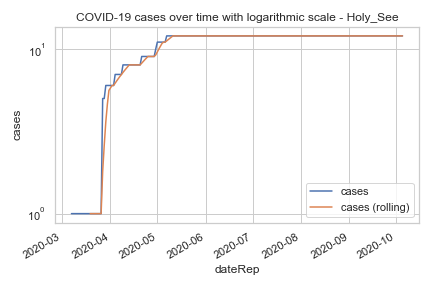 COVID-19 cases over time with logarithmic scale - Holy_See
10¹
10⁰
cases
cases
cases (rolling)
2020-03
2020-04
2020-05
2020-06
2020-07
2020-08
2020-09
2020-10
dateRep